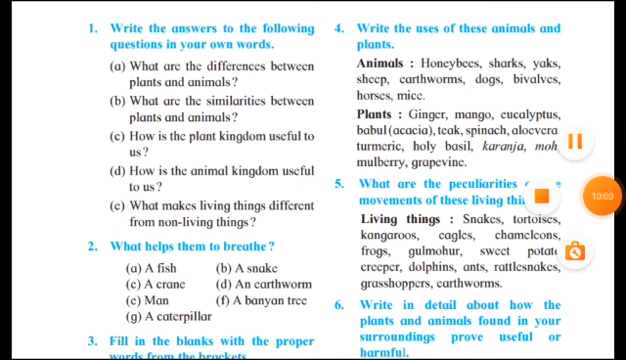 1. Write the answers to the following
questions in your own words.
(a) What are the differences between
plants and animals?
(b) What are the similarities between
plants and animals?
(c) How is the plant kingdom useful to
us?
(d) How is the animal kingdom useful
to us?
(e) What makes living things different
from non-living things?
2. What helps them to breathe?
(a) A fish (b) A snake
(c) A crane (d) An earthworm
(e) Man (f) A banyan tree
(g) A caterpillar
3. Fill in the blanks with the proper
words from the brackets
4. Write the uses of these animals and
plants.
Animals : Honeybees, sharks, yaks,
sheep, earthworms, dogs, bivalves,
horses, mice.
Plants : Ginger, mango, eucalyptus,
babul (acacia), teak, spinach, aloevera
turmeric, holy basil, karanja, moh
mulberry, grapevine.
5. What are the peculiarities
movements of these living thi
Living things : Snakes, tortoises,
kangaroos, eagles, chameleons,
frogs, gulmohur, sweet potat
creeper, dolphins, ants, rattlesnakes,
grasshoppers, earthworms.
6. Write in detail about how the
plants and animals found in your
surroundings prove useful or
harmful.
10:00